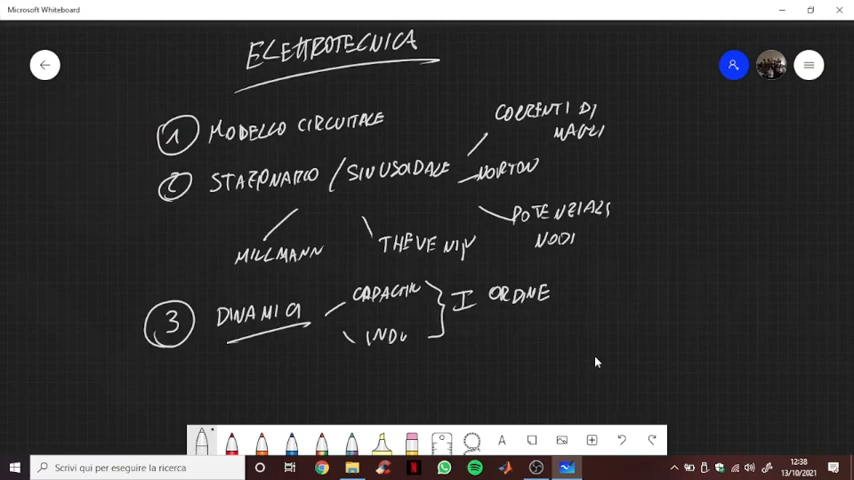 Microsoft Whiteboard
ELETTROTECNICA
1 MODELLO CIRCUITALE
2 STAZIONARIO / SINUSOIDALE
CORRENTI DI
MAGLI
NORTON
POTENZIALI
NODI
MILLMANN
THEVENIN
3 DINAMICA
CAPACITIV
INDU
I ORDINE
A
Scrivi qui per eseguire la ricerca
12:38
13/10/2021